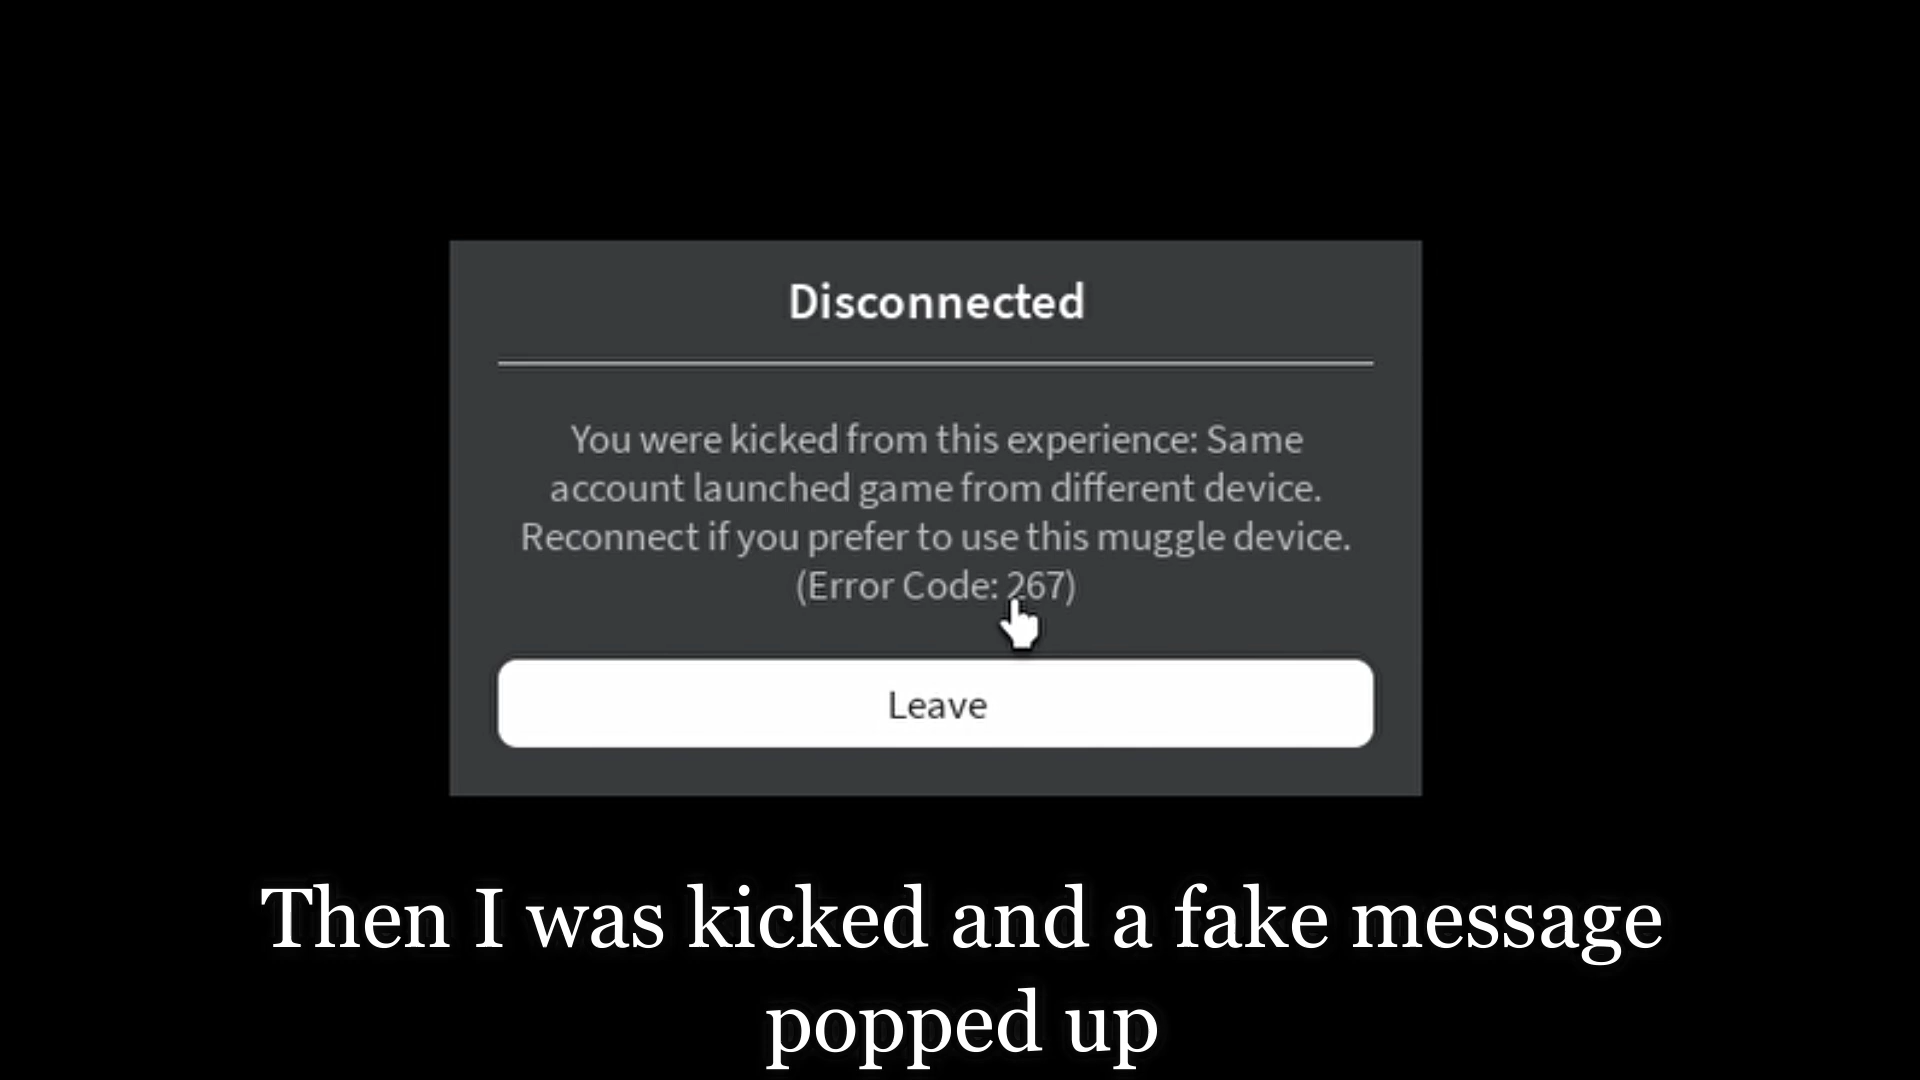 Disconnected
You were kicked from this experience: Same
account launched game from different device.
Reconnect if you prefer to use this muggle device.
(Error Code: 267)
Leave
Then I was kicked and a fake message
popped up